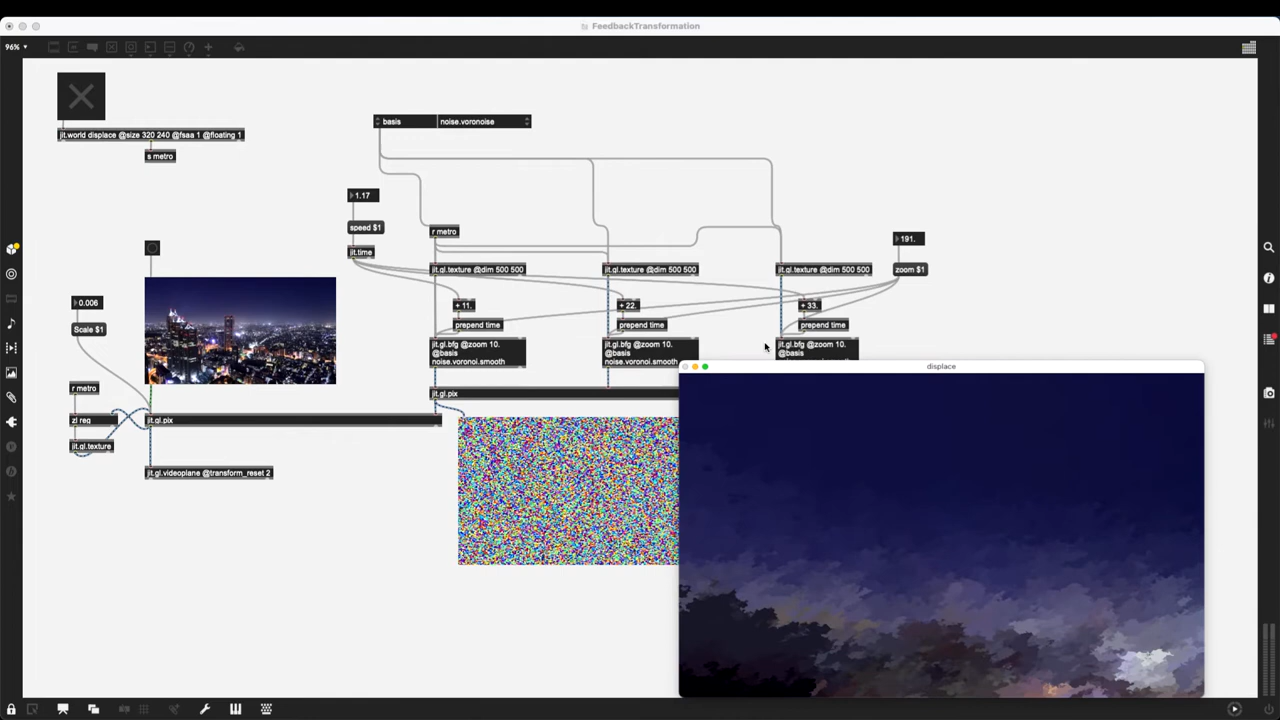 FeedbackTransformation
96%
basis noise.voronoise
jit.world displace @size 320 240 @fsaa 1 @floating 1
s metro
1.17
speed $1
r metro
191.
jit.time
jit.gl.texture @dim 500 500
jit.gl.texture @dim 500 500
jit.gl.texture @dim 500 500
zoom $1
0.006
+ 11.
+ 22.
+ 33.
Scale $1
prepend time
prepend time
prepend time
jit.gl.bfg @zoom 10.
@basis
noise.voronoi.smooth
jit.gl.bfg @zoom 10.
@basis
noise.voronoi.smooth
jit.gl.bfg @zoom 10.
@basis
displace
r metro
jit.gl.pix
zl reg
jit.gl.pix
jit.gl.texture
jit.gl.videoplane @transform_reset 2